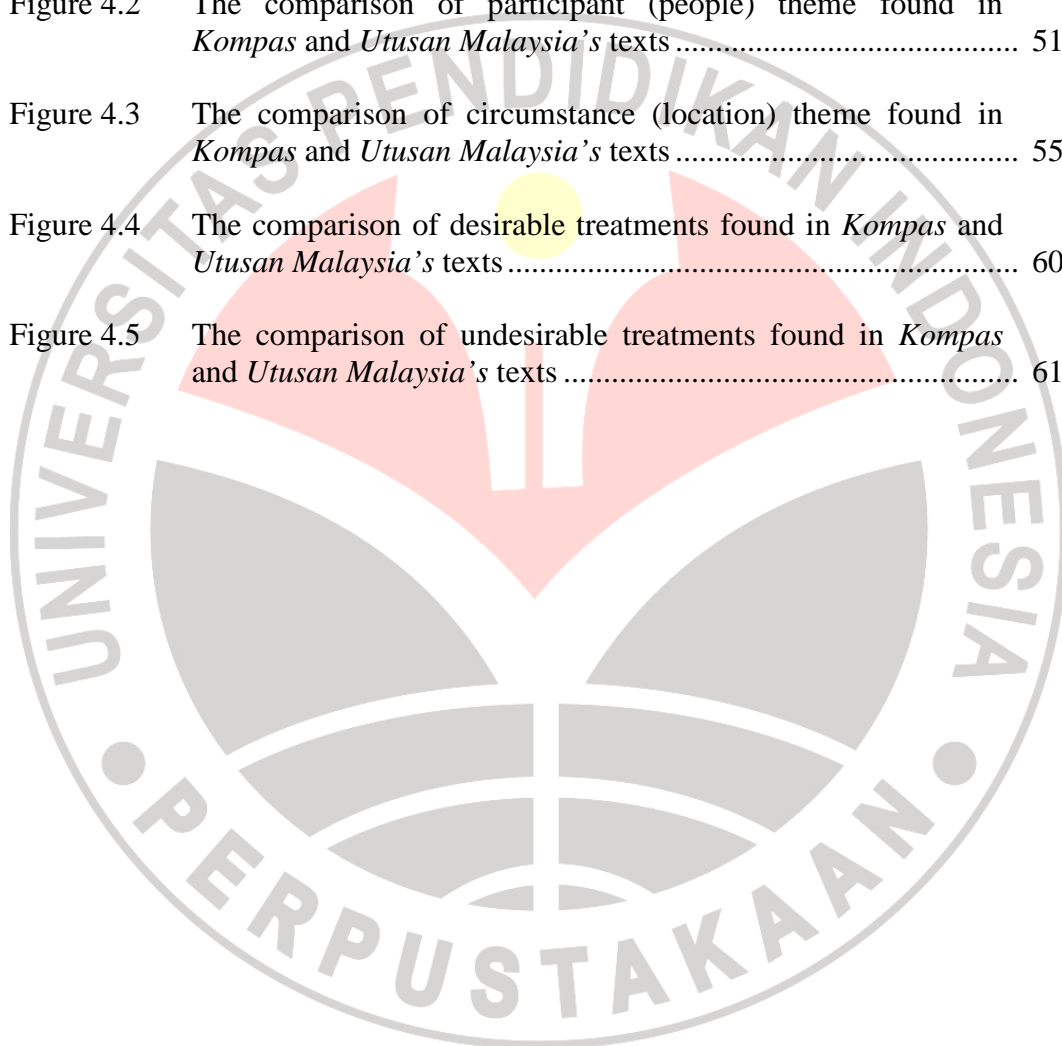 Figure 4.2 The comparison of participant (people) theme found in
Kompas and Utusan Malaysia’s texts ..................................... 51
Figure 4.3 The comparison of circumstance (location) theme found in
Kompas and Utusan Malaysia’s texts ..................................... 55
Figure 4.4 The comparison of desirable treatments found in Kompas and
Utusan Malaysia’s texts ....................................................... 60
Figure 4.5 The comparison of undesirable treatments found in Kompas
and Utusan Malaysia’s texts ................................................. 61
UNIVERSITAS PENDIDIKAN INDONESIA
PERPUSTAKAAN